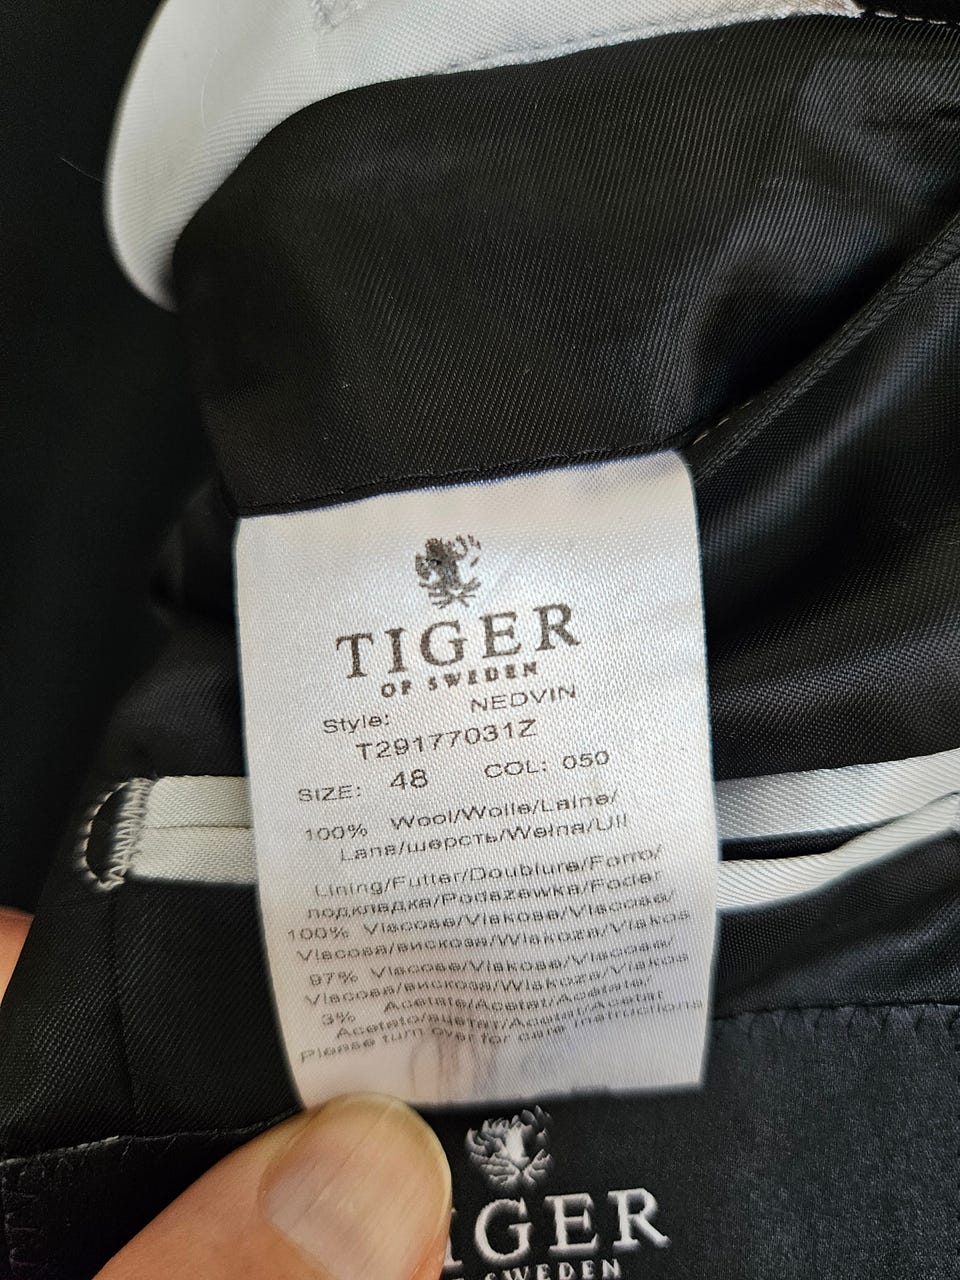 TIGER
OF SWEDEN
Style: NEDVIN
T29177031Z
SIZE: 48 COL: 050
100% Wool/Wolle/Laine/
Lana/шерсть/Wełna/Ull
Lining/Futter/Doublure/Forro/
подкладка/Podszewka/Foder
100% Viscose/Viskose/Viscose/
Viscosa/вискоза/Wiskoza/Viskos
97% Viscose/Viskose/Viscose/
Viscosa/вискоза/Wiskoza/Viskos
3% Acetate/Acetat/Acétate/
Acetato/ацетат/Acetat/Acetat
Please turn over for care instructions
IGER
OF SWEDEN